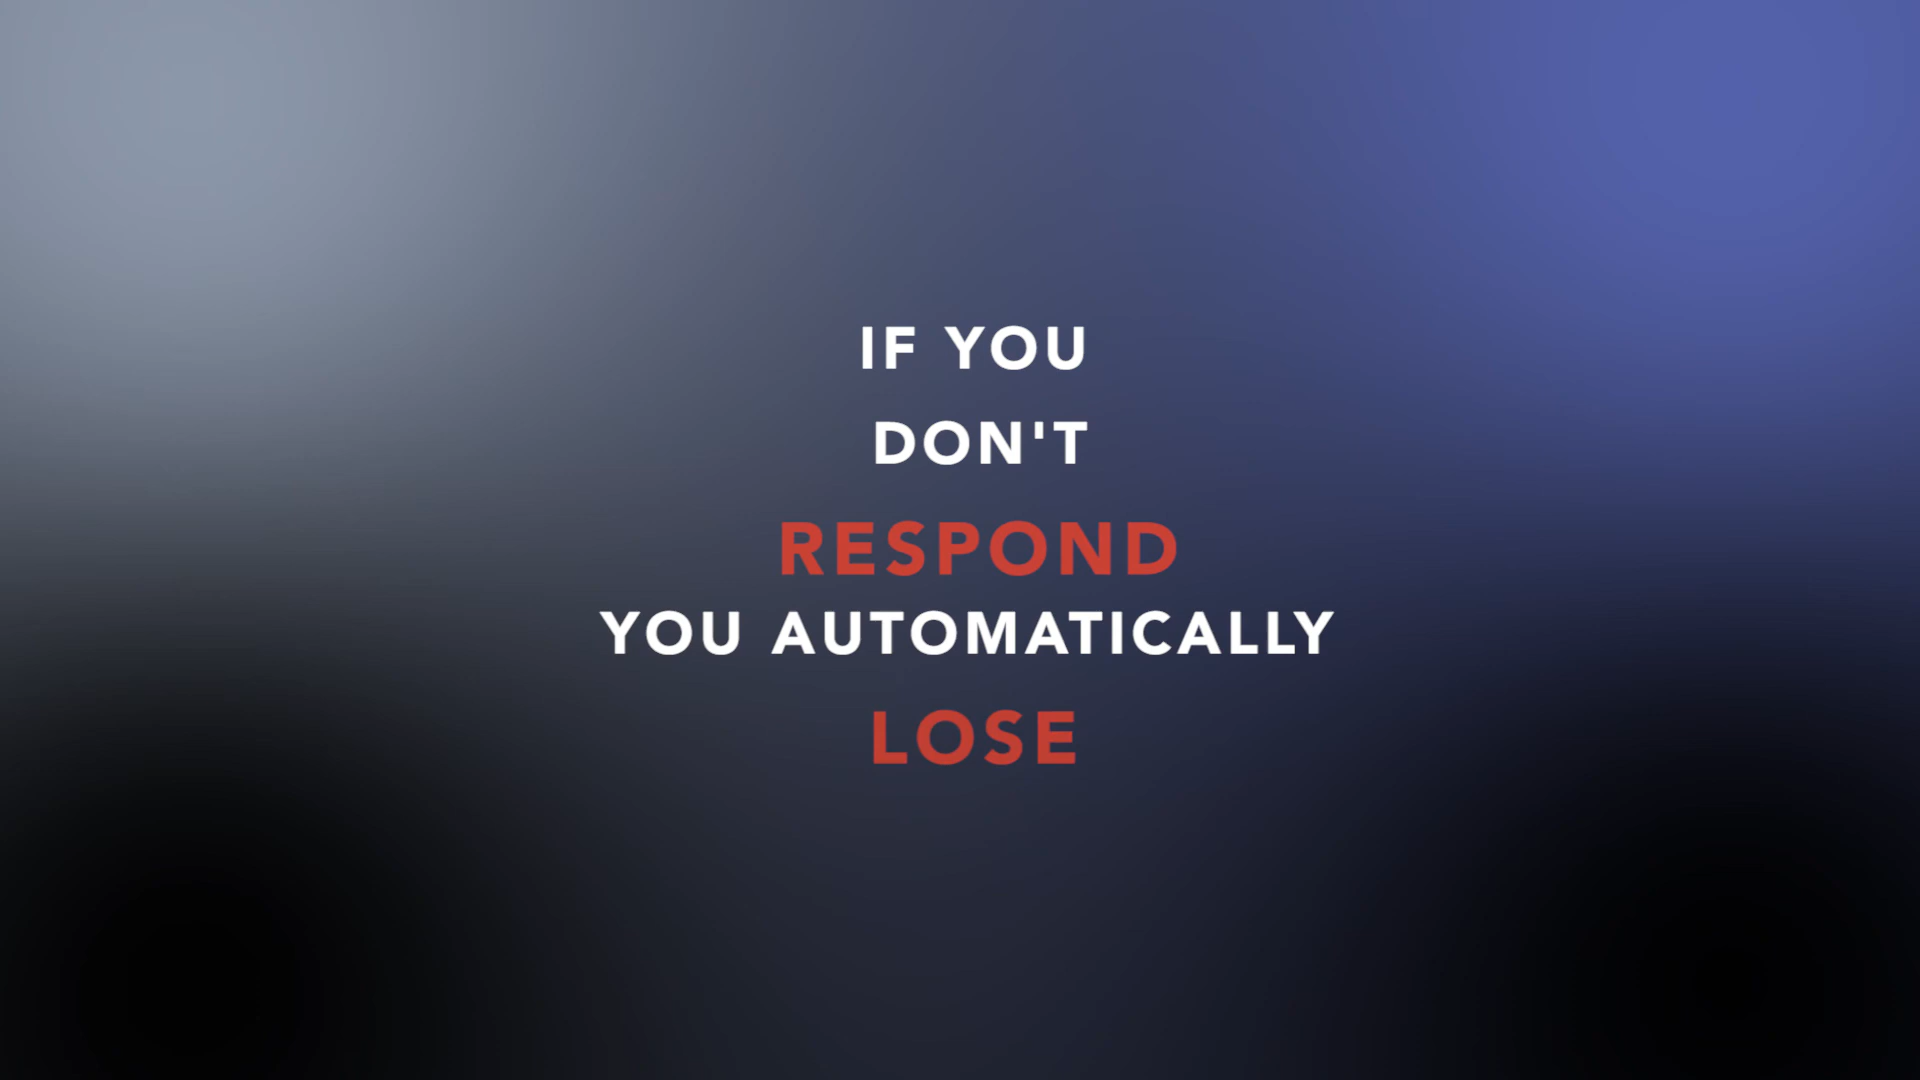 IF YOU
DON'T
RESPOND
YOU AUTOMATICALLY
LOSE